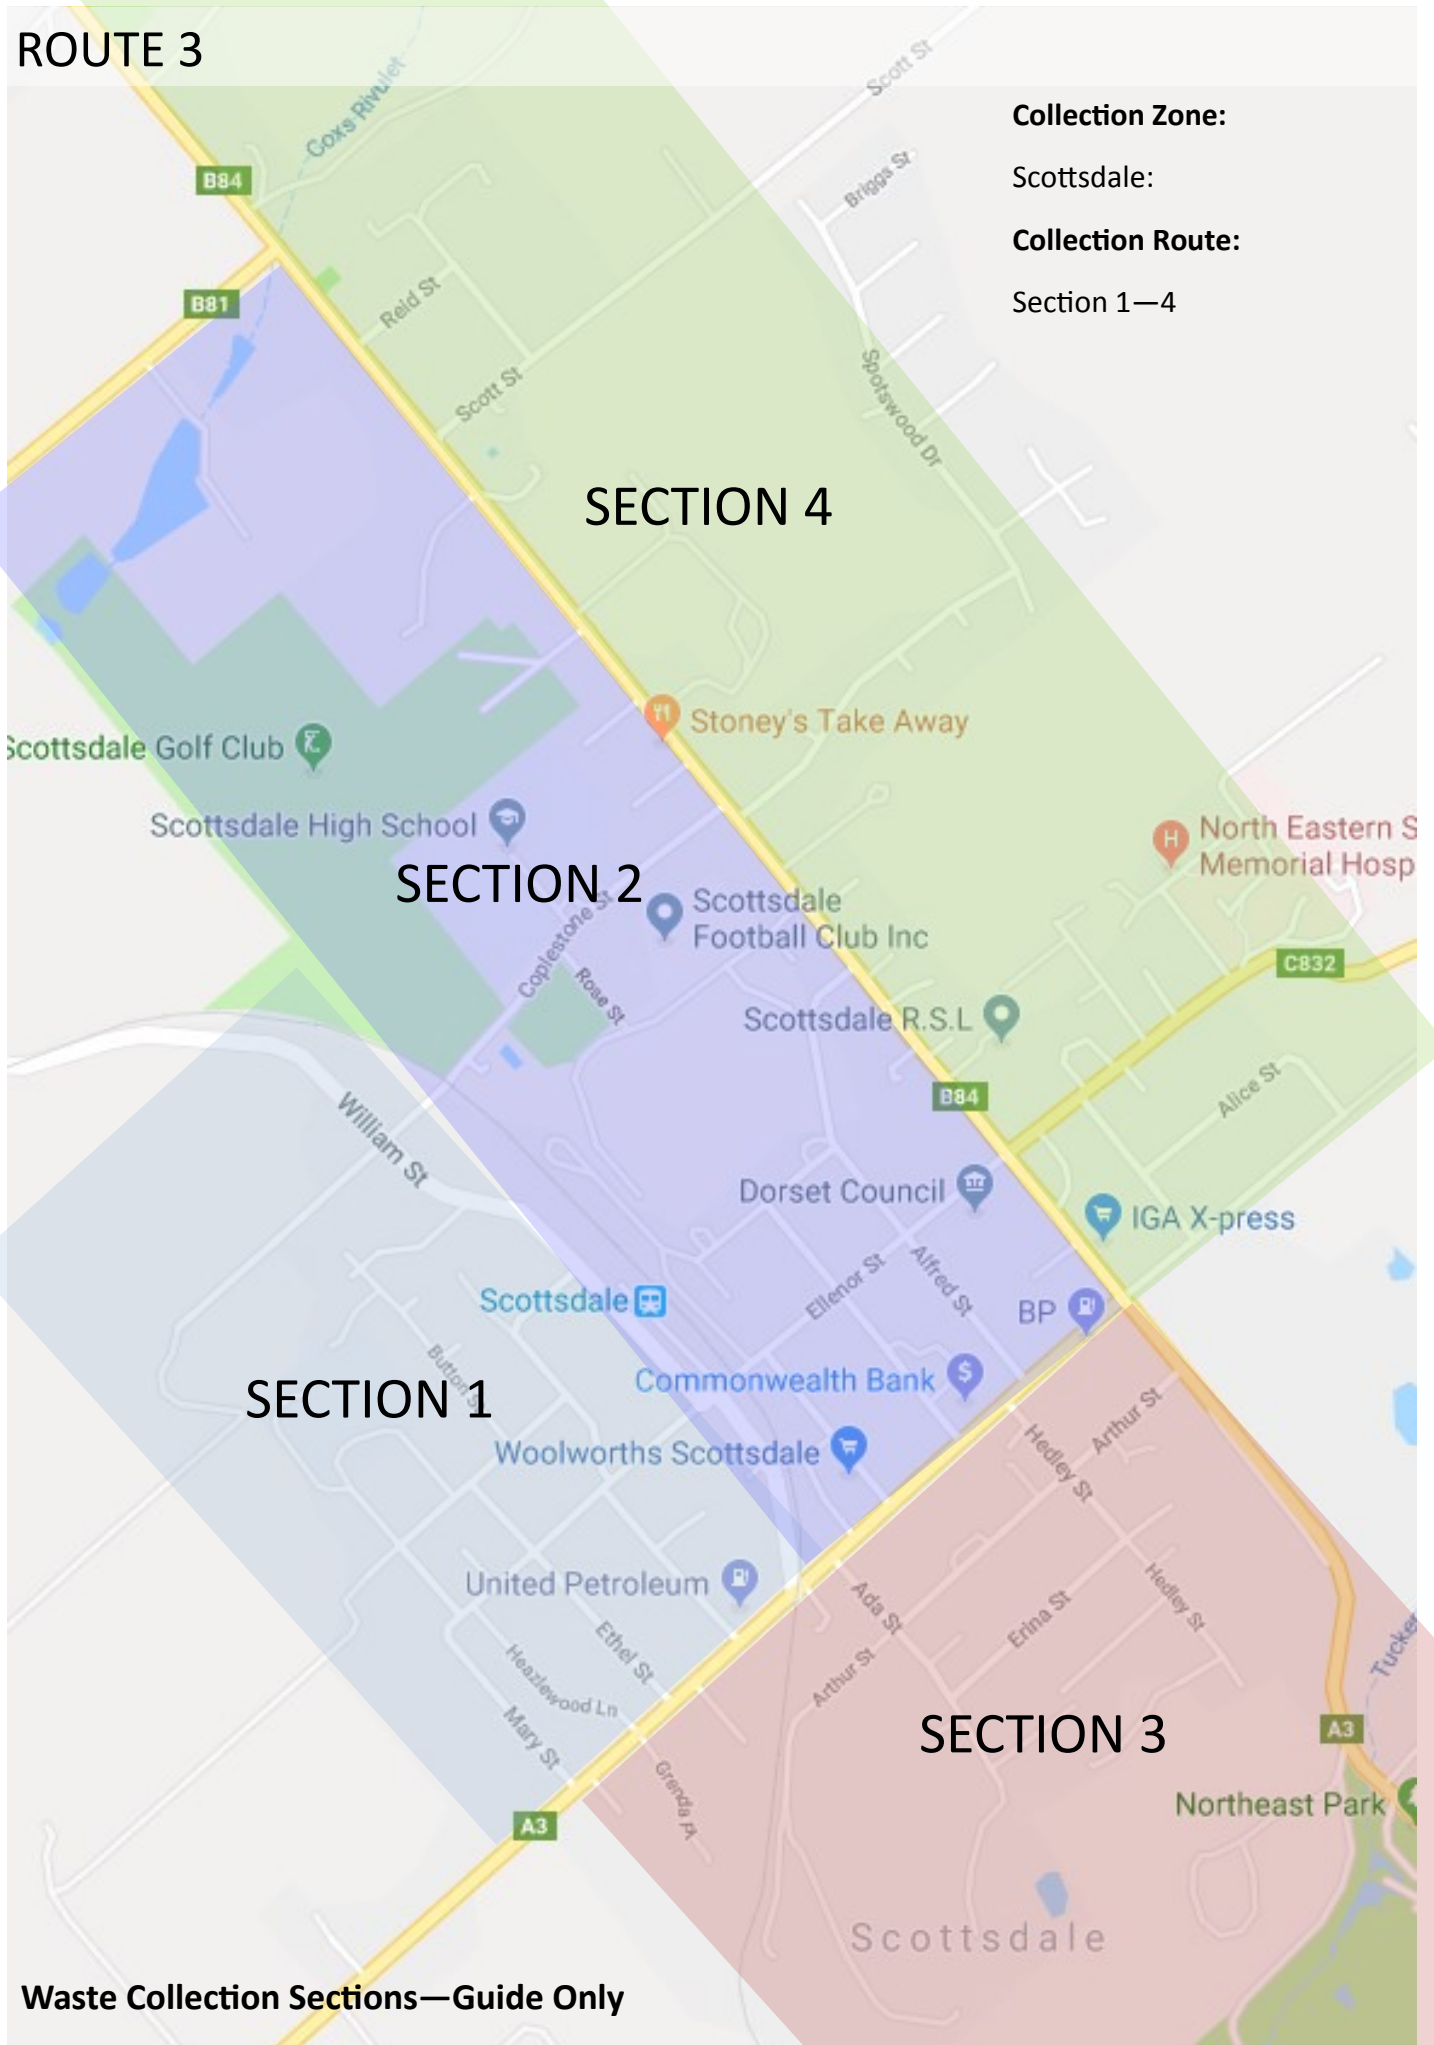 ROUTE 3
Collection Zone:
Scottsdale:
Collection Route:
Section 1—4
Scott St
Coxs Rivulet
Briggs St
B84
B81
Reid St
Scott St
Spotswood Dr
SECTION 4
Stoney's Take Away
Scottsdale Golf Club
Scottsdale High School
North Eastern S
Memorial Hosp
H
SECTION 2
Scottsdale
Football Club Inc
Coplestone St
Rose St
C832
Scottsdale R.S.L
B84
Alice St
William St
Dorset Council
IGA X-press
Ellenor St
Alfred St
Scottsdale
BP
Button St
Commonwealth Bank
$
SECTION 1
Woolworths Scottsdale
Hedley St
Arthur St
United Petroleum
Ada St
Erina St
Hedley St
Ethel St
Heazlewood Ln
Arthur St
Tucker
Mary St
SECTION 3
A3
Grenda Pl
Northeast Park
A3
Scottsdale
Waste Collection Sections—Guide Only